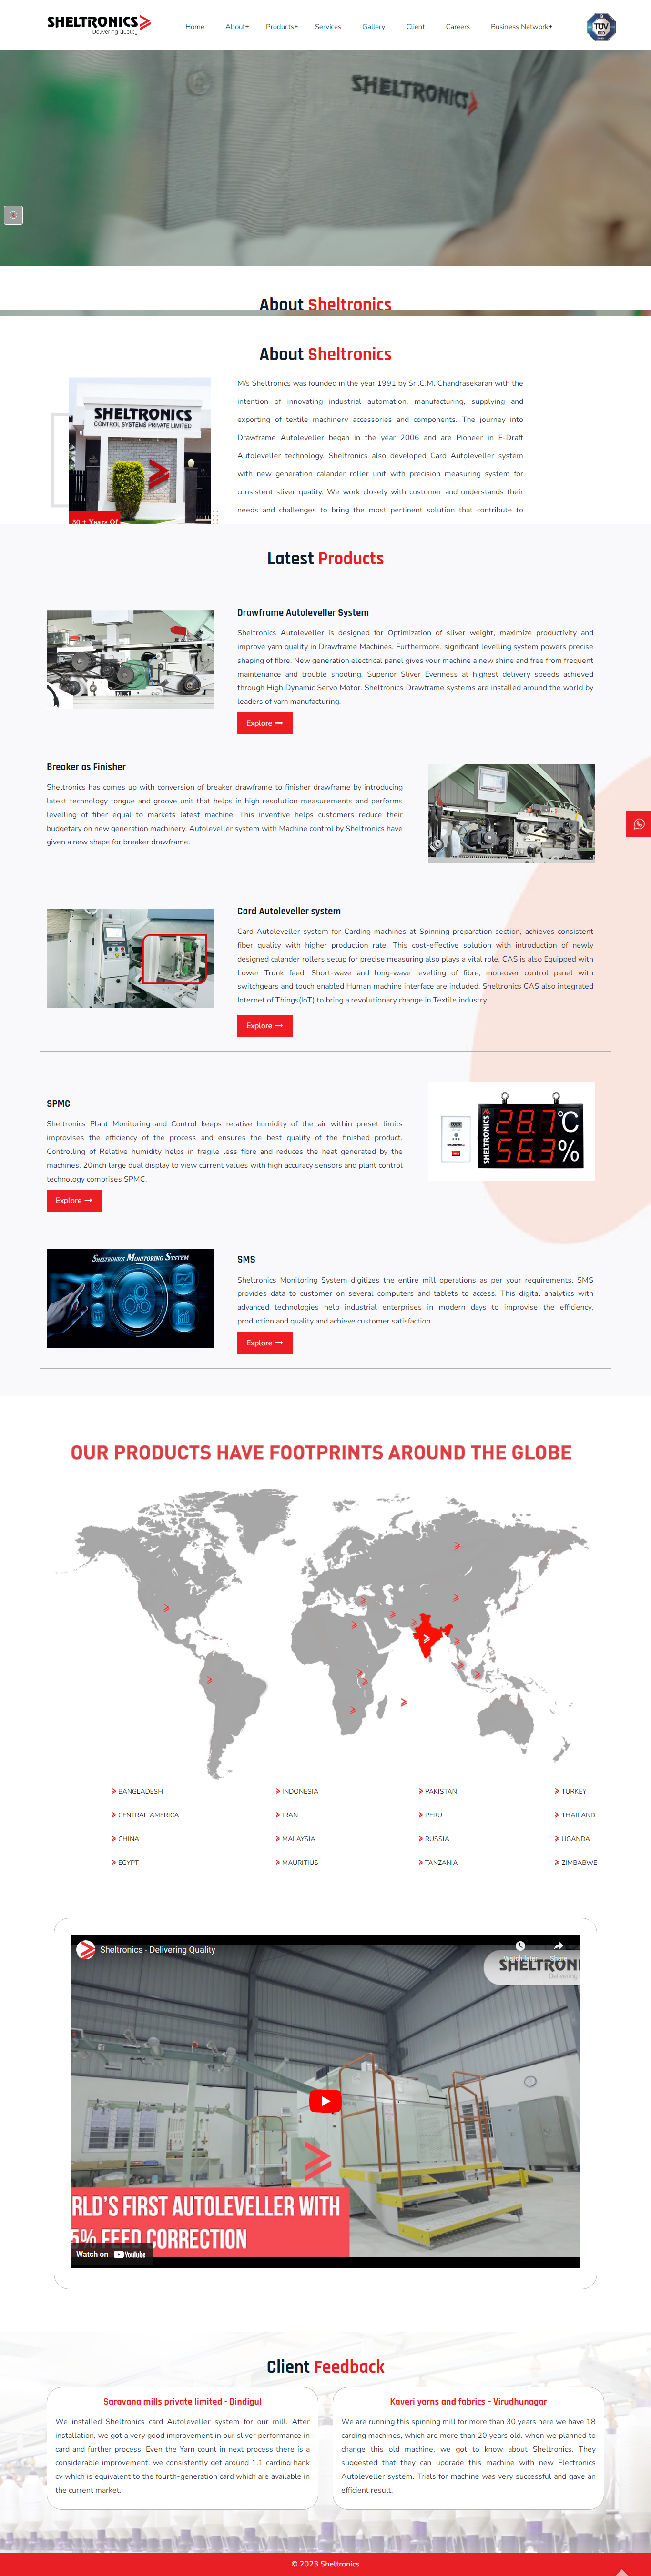 SHELTRONICS
Delivering Quality
Home About+ Products+ Services Gallery Client Careers Business Network+
TÜV
SHELTRONICS
About Sheltronics
About Sheltronics
SHELTRONICS
CONTROL SYSTEMS PRIVATE LIMITED
30 + Years Of
M/s Sheltronics was founded in the year 1991 by Sri.C.M. Chandrasekaran with the
intention of innovating industrial automation, manufacturing, supplying and
exporting of textile machinery accessories and components. The journey into
Drawframe Autoleveller began in the year 2006 and are Pioneer in E-Draft
Autoleveller technology. Sheltronics also developed Card Autoleveller system
with new generation calander roller unit with precision measuring system for
consistent sliver quality. We work closely with customer and understands their
needs and challenges to bring the most pertinent solution that contribute to
Latest Products
Drawframe Autoleveller System
Sheltronics Autoleveller is designed for Optimization of sliver weight, maximize productivity and
improve yarn quality in Drawframe Machines. Furthermore, significant levelling system powers precise
shaping of fibre. New generation electrical panel gives your machine a new shine and free from frequent
maintenance and trouble shooting. Superior Sliver Evenness at highest delivery speeds achieved
through High Dynamic Servo Motor. Sheltronics Drawframe systems are installed around the world by
leaders of yarn manufacturing.
Explore
Breaker as Finisher
Sheltronics has comes up with conversion of breaker drawframe to finisher drawframe by introducing
latest technology tongue and groove unit that helps in high resolution measurements and performs
levelling of fiber equal to markets latest machine. This inventive helps customers reduce their
budgetary on new generation machinery. Autoleveller system with Machine control by Sheltronics have
given a new shape for breaker drawframe.
Card Autoleveller system
Card Autoleveller system for Carding machines at Spinning preparation section, achieves consistent
fiber quality with higher production rate. This cost-effective solution with introduction of newly
designed calander rollers setup for precise measuring also plays a vital role. CAS is also Equipped with
Lower Trunk feed, Short-wave and long-wave levelling of fibre, moreover control panel with
switchgears and touch enabled Human machine interface are included. Sheltronics CAS also integrated
Internet of Things(IoT) to bring a revolutionary change in Textile industry.
Explore
SPMC
Sheltronics Plant Monitoring and Control keeps relative humidity of the air within preset limits
improvises the efficiency of the process and ensures the best quality of the finished product.
Controlling of Relative humidity helps in fragile less fibre and reduces the heat generated by the
machines. 20inch large dual display to view current values with high accuracy sensors and plant control
technology comprises SPMC.
Explore
SHELTRONICS
28.7°C
56.3%
SHELTRONICS MONITORING SYSTEM
SMS
Sheltronics Monitoring System digitizes the entire mill operations as per your requirements. SMS
provides data to customer on several computers and tablets to access. This digital analytics with
advanced technologies help industrial enterprises in modern days to improvise the efficiency,
production and quality and achieve customer satisfaction.
Explore
OUR PRODUCTS HAVE FOOTPRINTS AROUND THE GLOBE
BANGLADESH INDONESIA PAKISTAN TURKEY
CENTRAL AMERICA IRAN PERU THAILAND
CHINA MALAYSIA RUSSIA UGANDA
EGYPT MAURITIUS TANZANIA ZIMBABWE
Sheltronics - Delivering Quality
Watch later Share
SHELTRONI
Delivering
RLD'S FIRST AUTOLEVELLER WITH
5% FEED CORRECTION
Watch on YouTube
Client Feedback
Saravana mills private limited - Dindigul
We installed Sheltronics card Autoleveller system for our mill. After
installation, we got a very good improvement in our sliver performance in
card and further process. Even the Yarn count in next process there is a
considerable improvement. we consistently get around 1.1 carding hank
cv which is equivalent to the fourth-generation card which are available in
the current market.
Kaveri yarns and fabrics – Virudhunagar
We are running this spinning mill for more than 30 years here we have 18
carding machines, which are more than 20 years old. when we planned to
change this old machine, we got to know about Sheltronics. They
suggested that they can upgrade this machine with new Electronics
Autoleveller system. Trials for machine was very successful and gave an
efficient result.
© 2023 Sheltronics